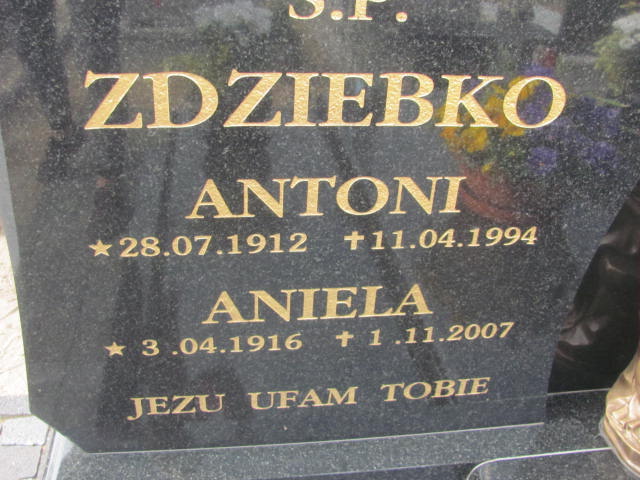 Ś.P.
ZDZIEBKO
ANTONI
★28.07.1912 ✝11.04.1994
ANIELA
★ 3.04.1916 ✝ 1.11.2007
JEZU UFAM TOBIE